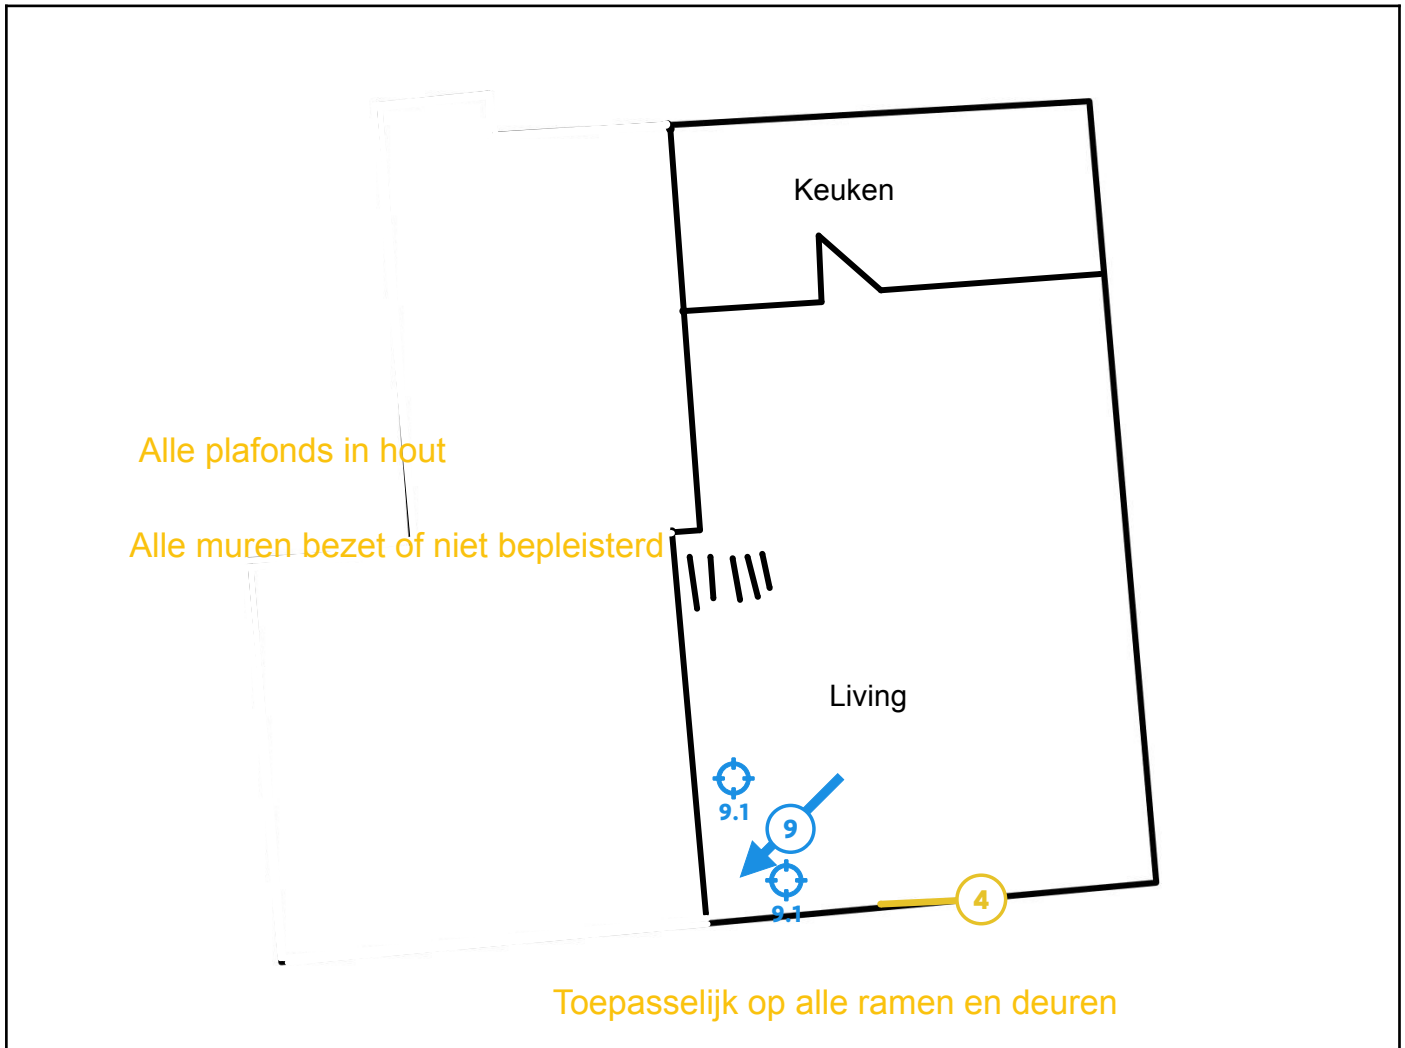 Keuken
Alle plafonds in hout
Alle muren bezet of niet bepleisterd
Living
9.1
9
9.1
4
Toepasselijk op alle ramen en deuren